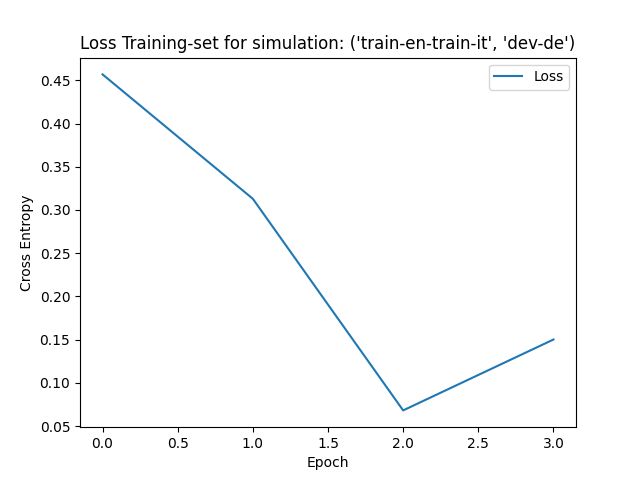 Loss Training-set for simulation: ('train-en-train-it', 'dev-de')
Loss
0.45
0.40
0.35
0.30
0.25
0.20
0.15
0.10
0.05
Cross Entropy
0.0 0.5 1.0 1.5 2.0 2.5 3.0
Epoch